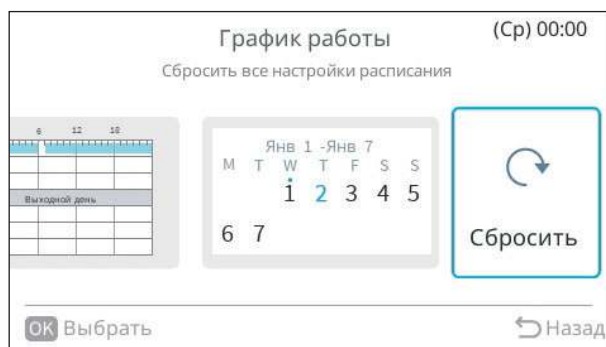 График работы
(Ср) 00:00
Сбросить все настройки расписания
6 12 18
Выходной день
Янв 1 -Янв 7
M T W T F S S
1 2 3 4 5
6 7
Сбросить
OK Выбрать
Назад